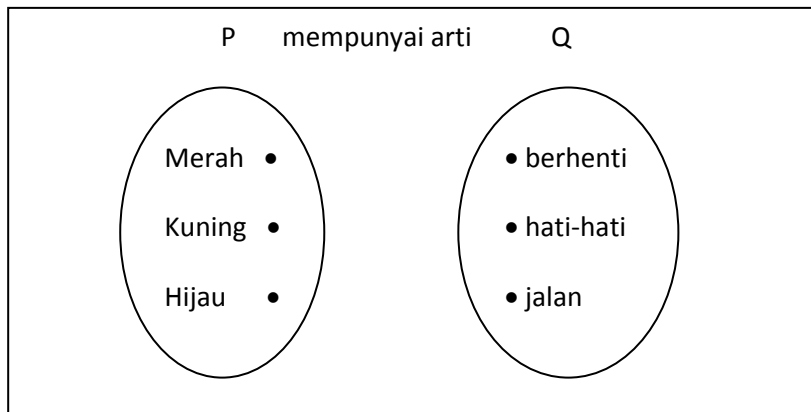 P mempunyai arti Q
Merah • • berhenti
Kuning • • hati-hati
Hijau • • jalan